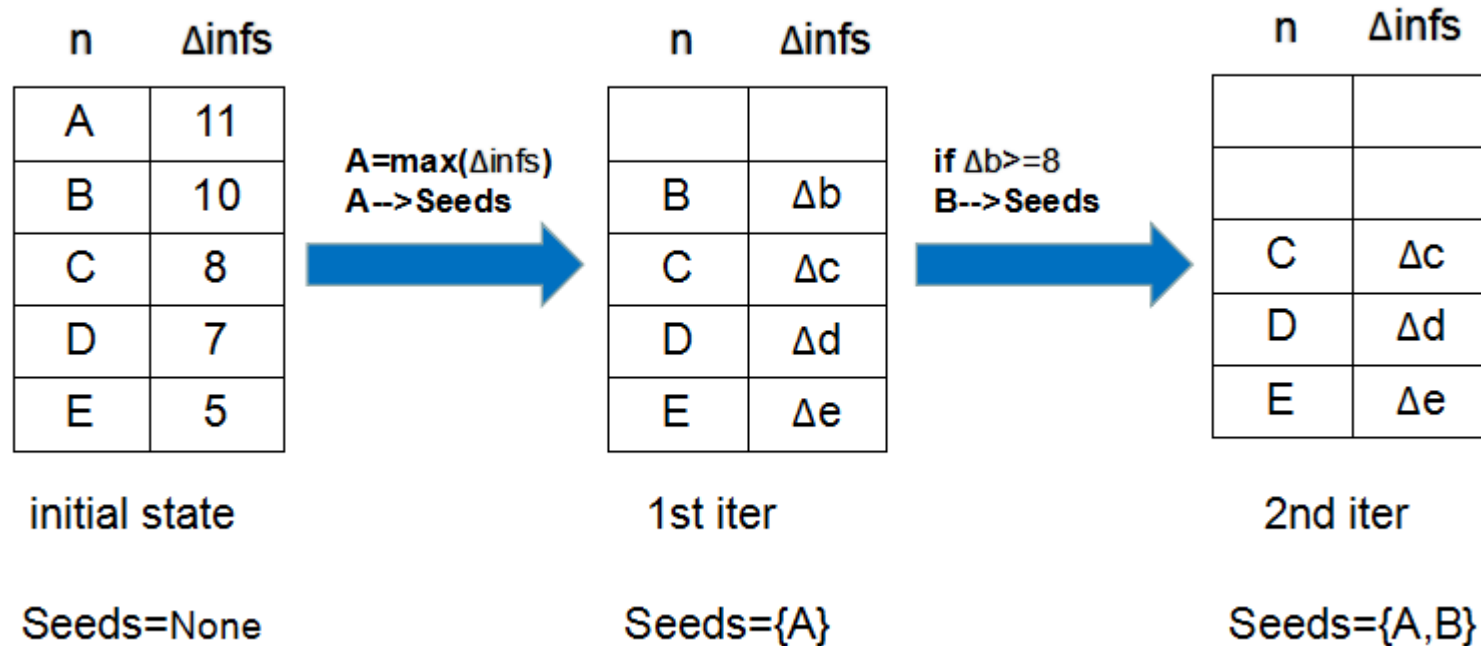 n Δinfs
A 11
B 10
C 8
D 7
E 5
initial state
Seeds=None
A=max(Δinfs)
A-->Seeds
n Δinfs
B Δb
C Δc
D Δd
E Δe
1st iter
Seeds={A}
if Δb>=8
B-->Seeds
n Δinfs
C Δc
D Δd
E Δe
2nd iter
Seeds={A,B}